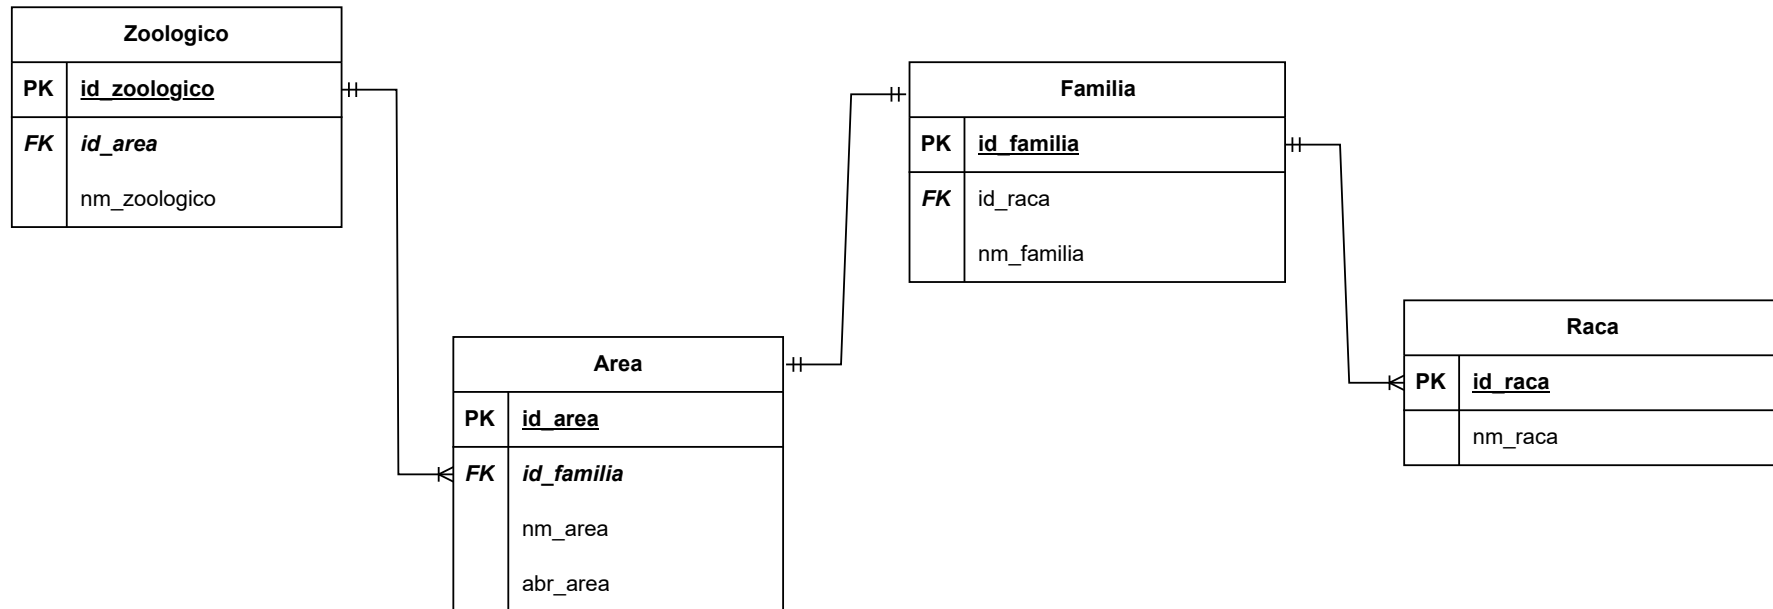 Zoologico
PK id_zoologico
FK id_area
nm_zoologico
Familia
PK id_familia
FK id_raca
nm_familia
Area
PK id_area
FK id_familia
nm_area
abr_area
Raca
PK id_raca
nm_raca